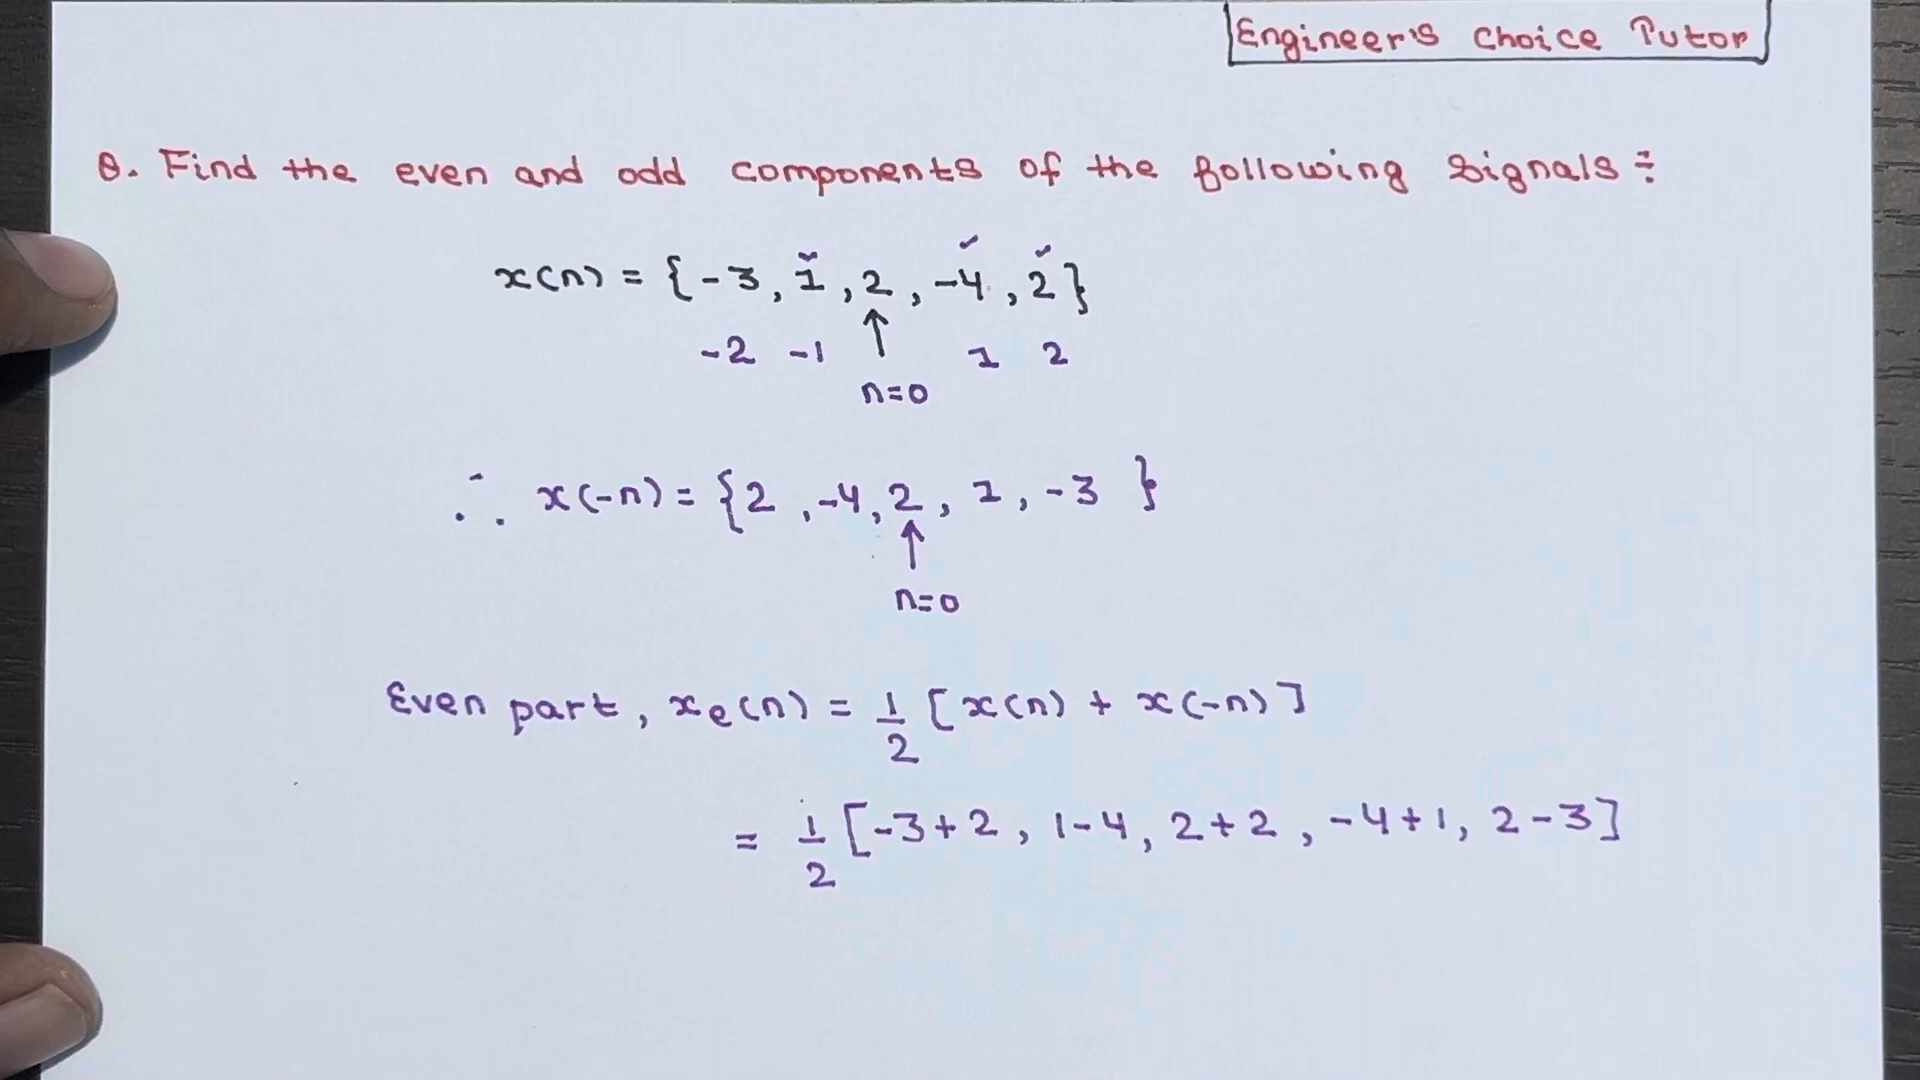 Engineer's Choice Tutor
Q. Find the even and odd components of the following signals:
x(n) = {-3, 1, 2, -4, 2}
-2 -1 ↑ 1 2
n=0
∴ x(-n) = {2, -4, 2, 1, -3}
↑
n=0
Even part, xe(n) = 1/2 [x(n) + x(-n)]
= 1/2 [-3+2, 1-4, 2+2, -4+1, 2-3]